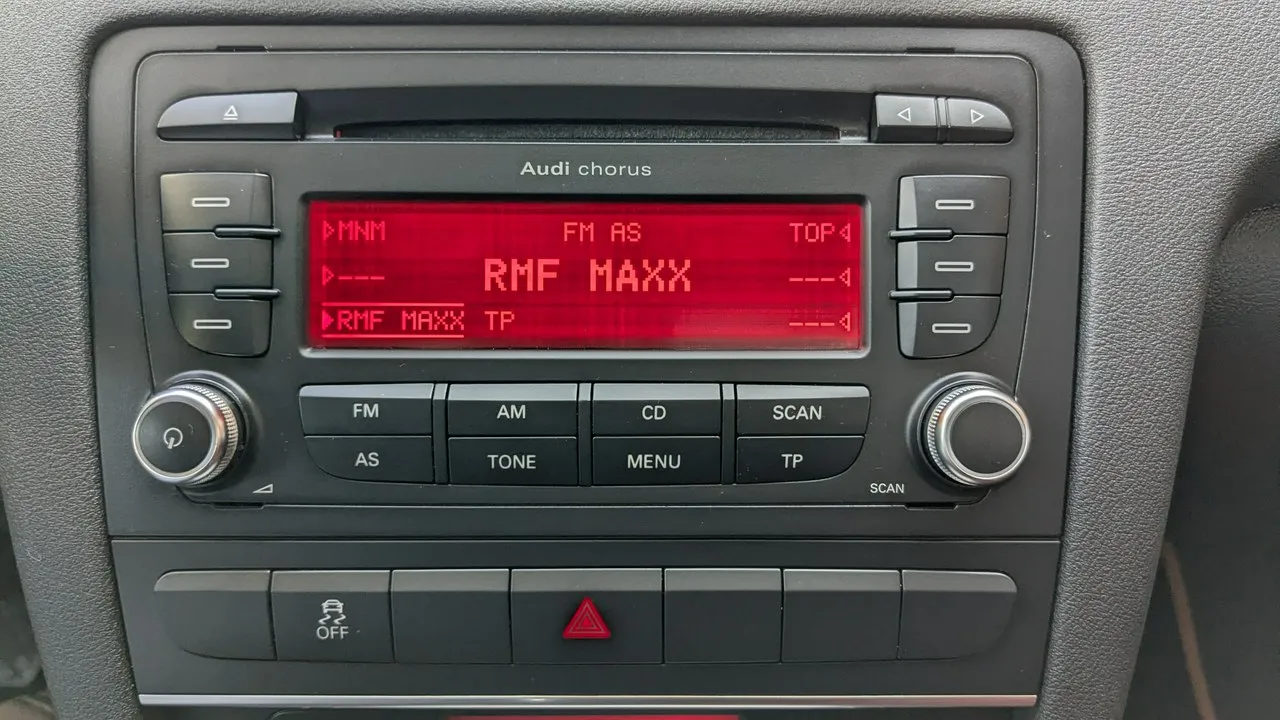 Audi chorus
MNM FM AS TOP
--- RMF MAXX ---
RMF MAXX TP ---
FM AM CD SCAN
AS TONE MENU TP
SCAN
OFF